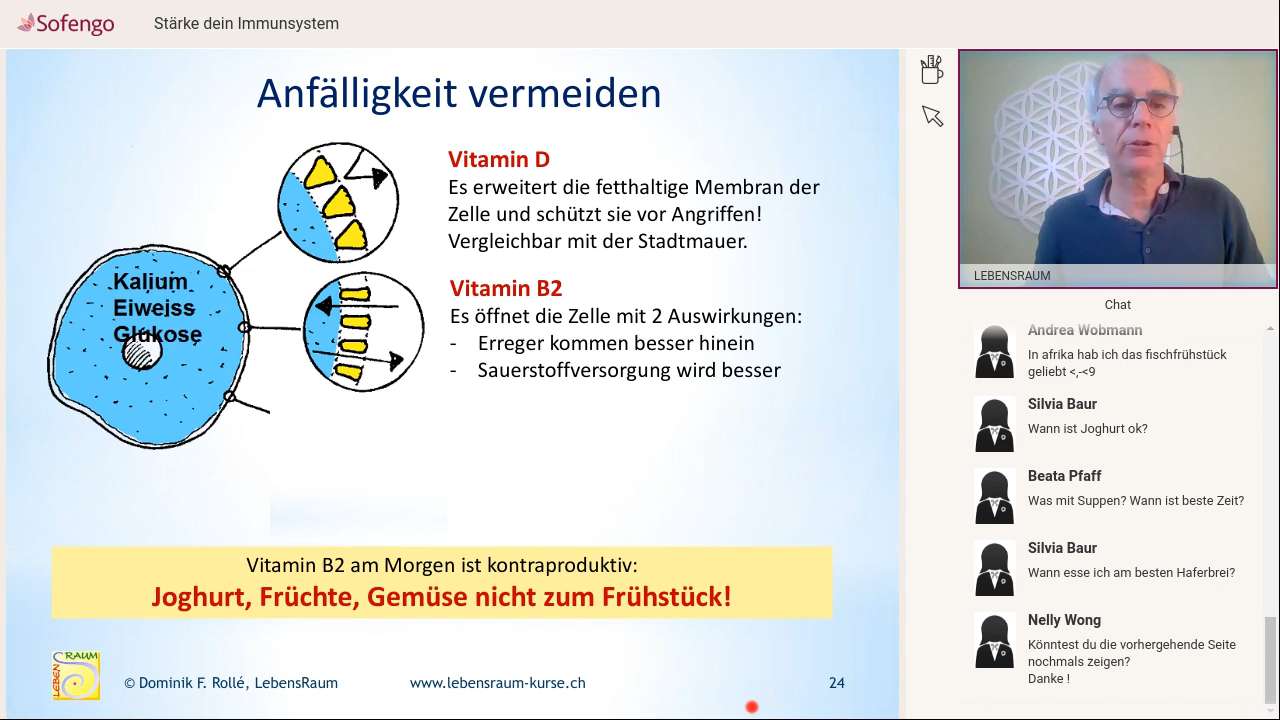 Sofengo
Stärke dein Immunsystem
Anfälligkeit vermeiden
Vitamin D
Es erweitert die fetthaltige Membran der
Zelle und schützt sie vor Angriffen!
Vergleichbar mit der Stadtmauer.
Kalium
Eiweiss
Glukose
Vitamin B2
Es öffnet die Zelle mit 2 Auswirkungen:
- Erreger kommen besser hinein
- Sauerstoffversorgung wird besser
Vitamin B2 am Morgen ist kontraproduktiv:
Joghurt, Früchte, Gemüse nicht zum Frühstück!
LEBENSRAUM
© Dominik F. Rollé, LebensRaum
www.lebensraum-kurse.ch
24
LEBENSRAUM
Chat
Andrea Wobmann
In afrika hab ich das fischfrühstück
geliebt <,-<9
Silvia Baur
Wann ist Joghurt ok?
Beata Pfaff
Was mit Suppen? Wann ist beste Zeit?
Silvia Baur
Wann esse ich am besten Haferbrei?
Nelly Wong
Könntest du die vorhergehende Seite
nochmals zeigen?
Danke !